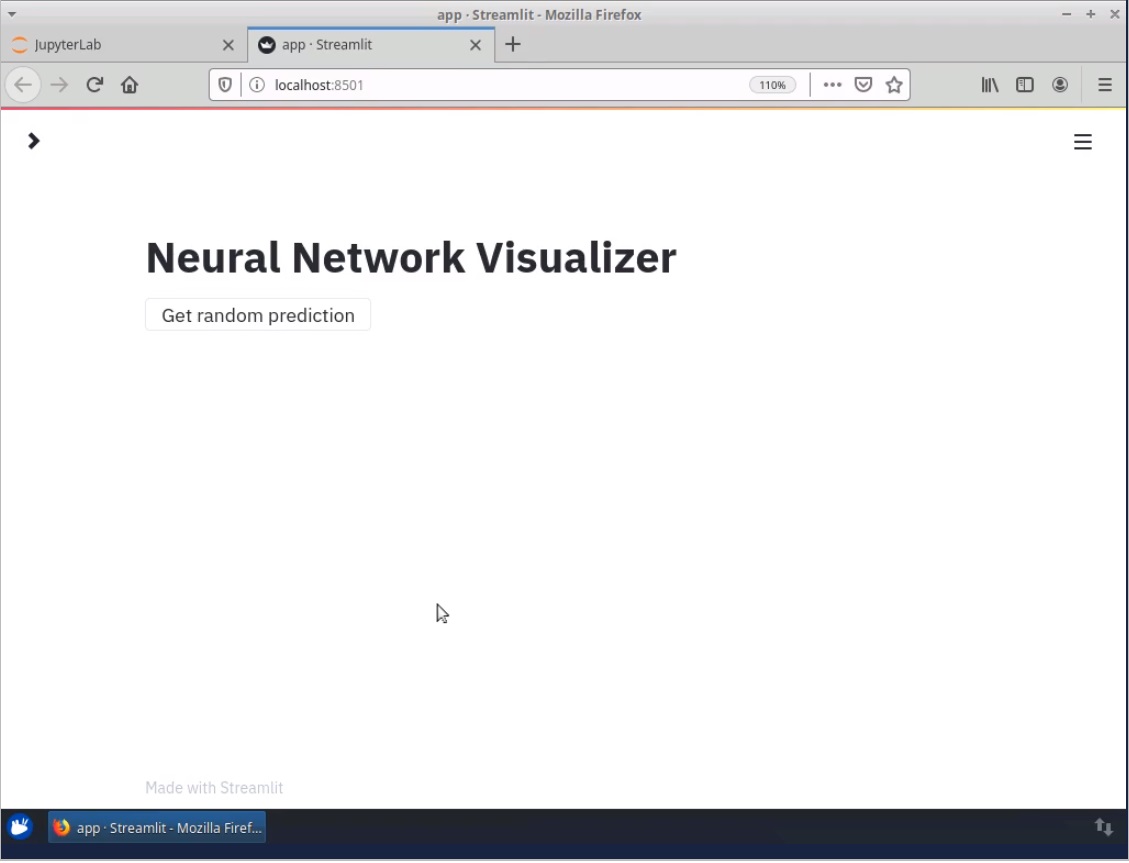 app · Streamlit - Mozilla Firefox
JupyterLab
app · Streamlit
localhost:8501
110%
Neural Network Visualizer
Get random prediction
Made with Streamlit
app · Streamlit - Mozilla Firef...